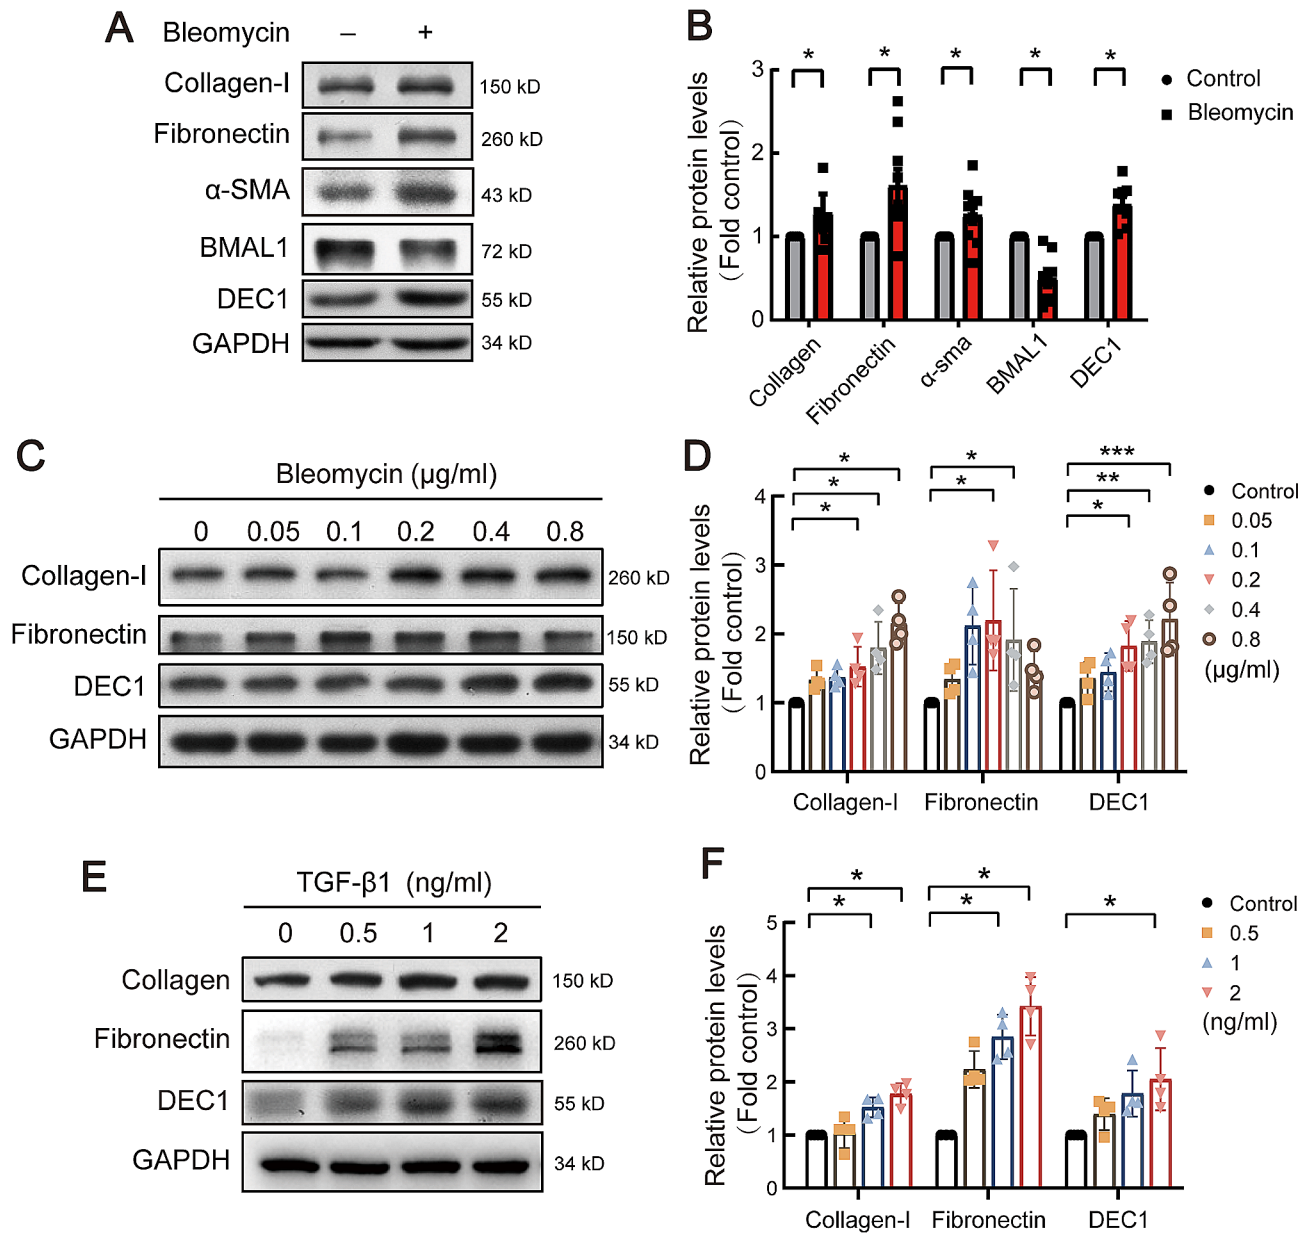 A
Bleomycin – +
Collagen-I 150 kD
Fibronectin 260 kD
α-SMA 43 kD
BMAL1 72 kD
DEC1 55 kD
GAPDH 34 kD
B
Relative protein levels
(Fold control)
3
2
1
0
* * * * *
Control
Bleomycin
Collagen
Fibronectin
α-sma
BMAL1
DEC1
C
Bleomycin (μg/ml)
0 0.05 0.1 0.2 0.4 0.8
Collagen-I 260 kD
Fibronectin 150 kD
DEC1 55 kD
GAPDH 34 kD
D
Relative protein levels
(Fold control)
4
3
2
1
0
* * ***
* * **
* *
Control
0.05
0.1
0.2
0.4
0.8
(μg/ml)
Collagen-I Fibronectin DEC1
E
TGF-β1 (ng/ml)
0 0.5 1 2
Collagen 150 kD
Fibronectin 260 kD
DEC1 55 kD
GAPDH 34 kD
F
Relative protein levels
(Fold control)
5
4
3
2
1
0
* *
* * *
Control
0.5
1
2
(ng/ml)
Collagen-I Fibronectin DEC1